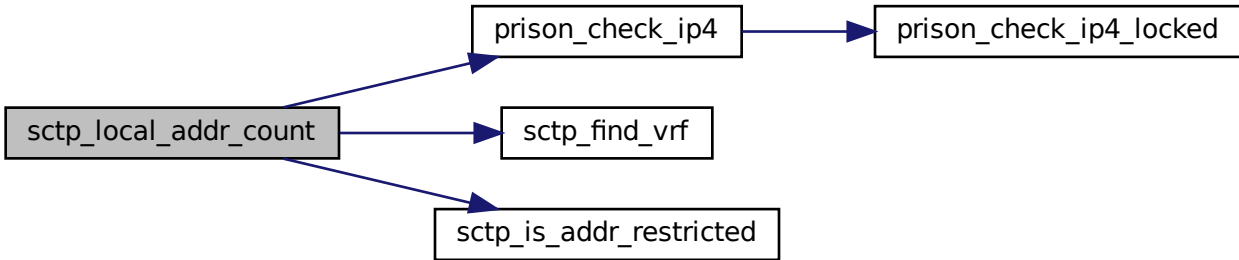 prison_check_ip4
prison_check_ip4_locked
sctp_local_addr_count
sctp_find_vrf
sctp_is_addr_restricted